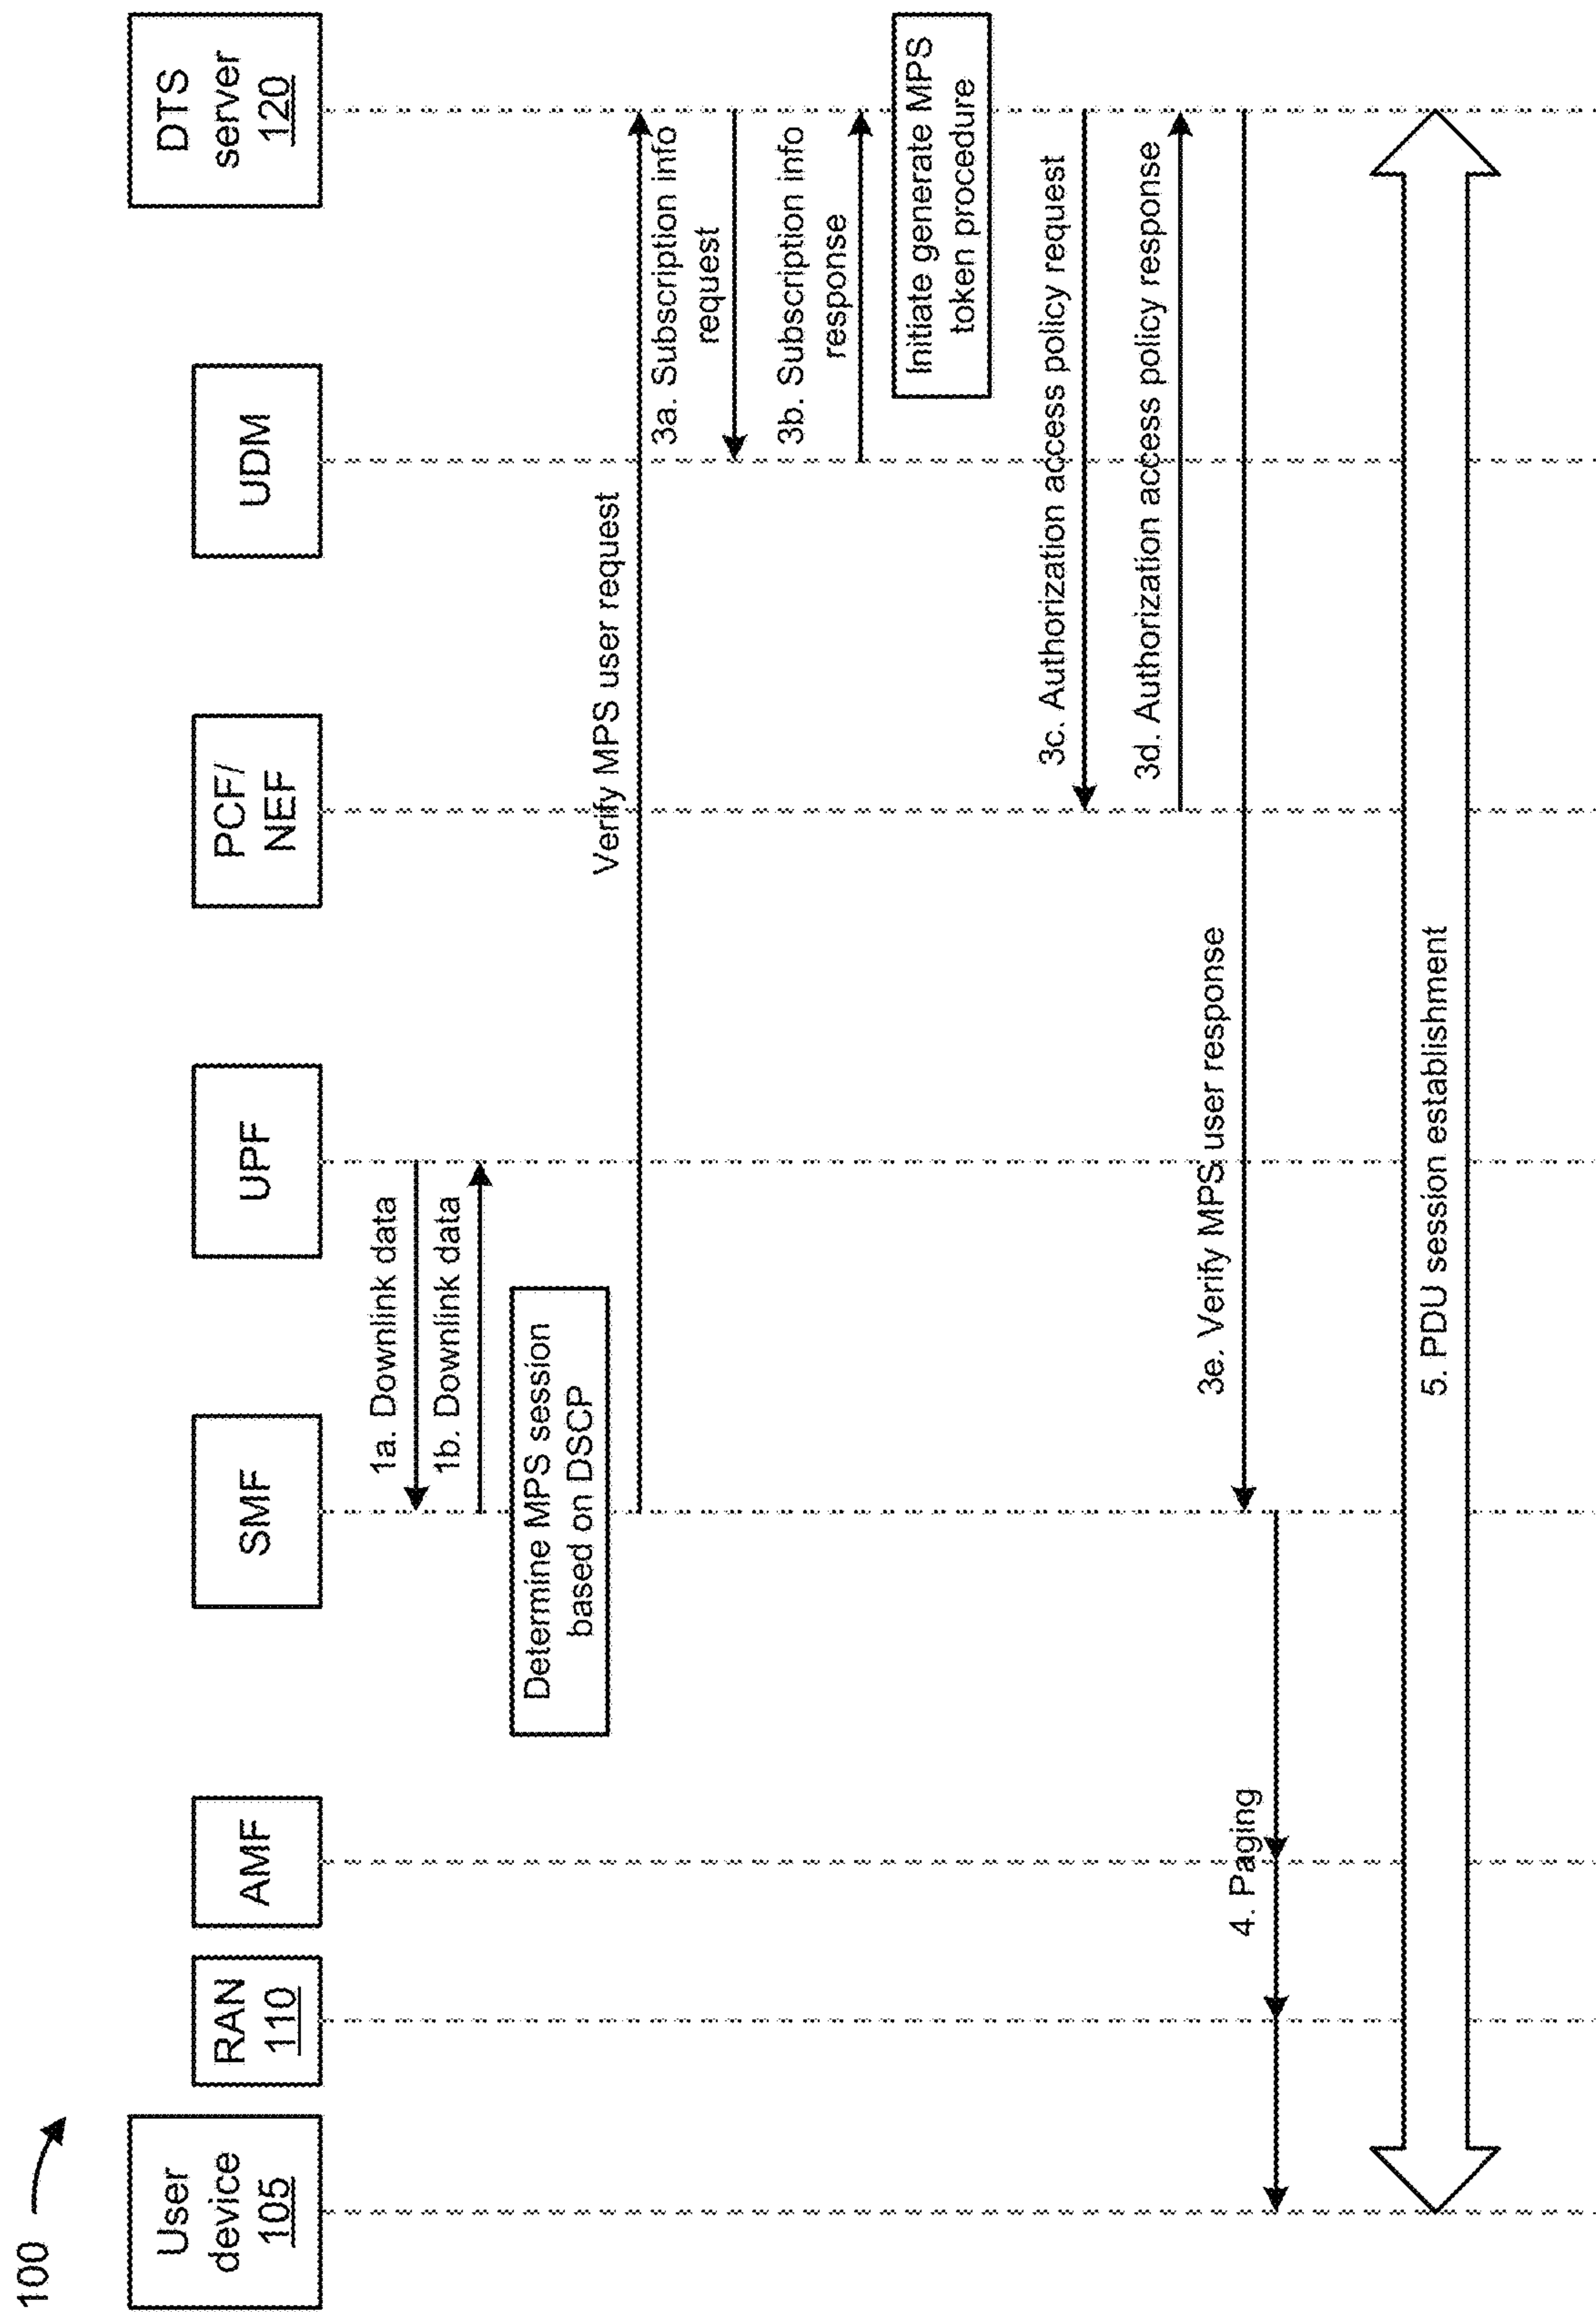 100
User
device
105
RAN
110
AMF
SMF
UPF
PCF/
NEF
UDM
DTS
server
120
1a. Downlink data
1b. Downlink data
Determine MPS session
based on DSCP
Verify MPS user request
3a. Subscription info
request
3b. Subscription info
response
Initiate generate MPS
token procedure
3c. Authorization access policy request
3d. Authorization access policy response
3e. Verify MPS user response
4. Paging
5. PDU session establishment